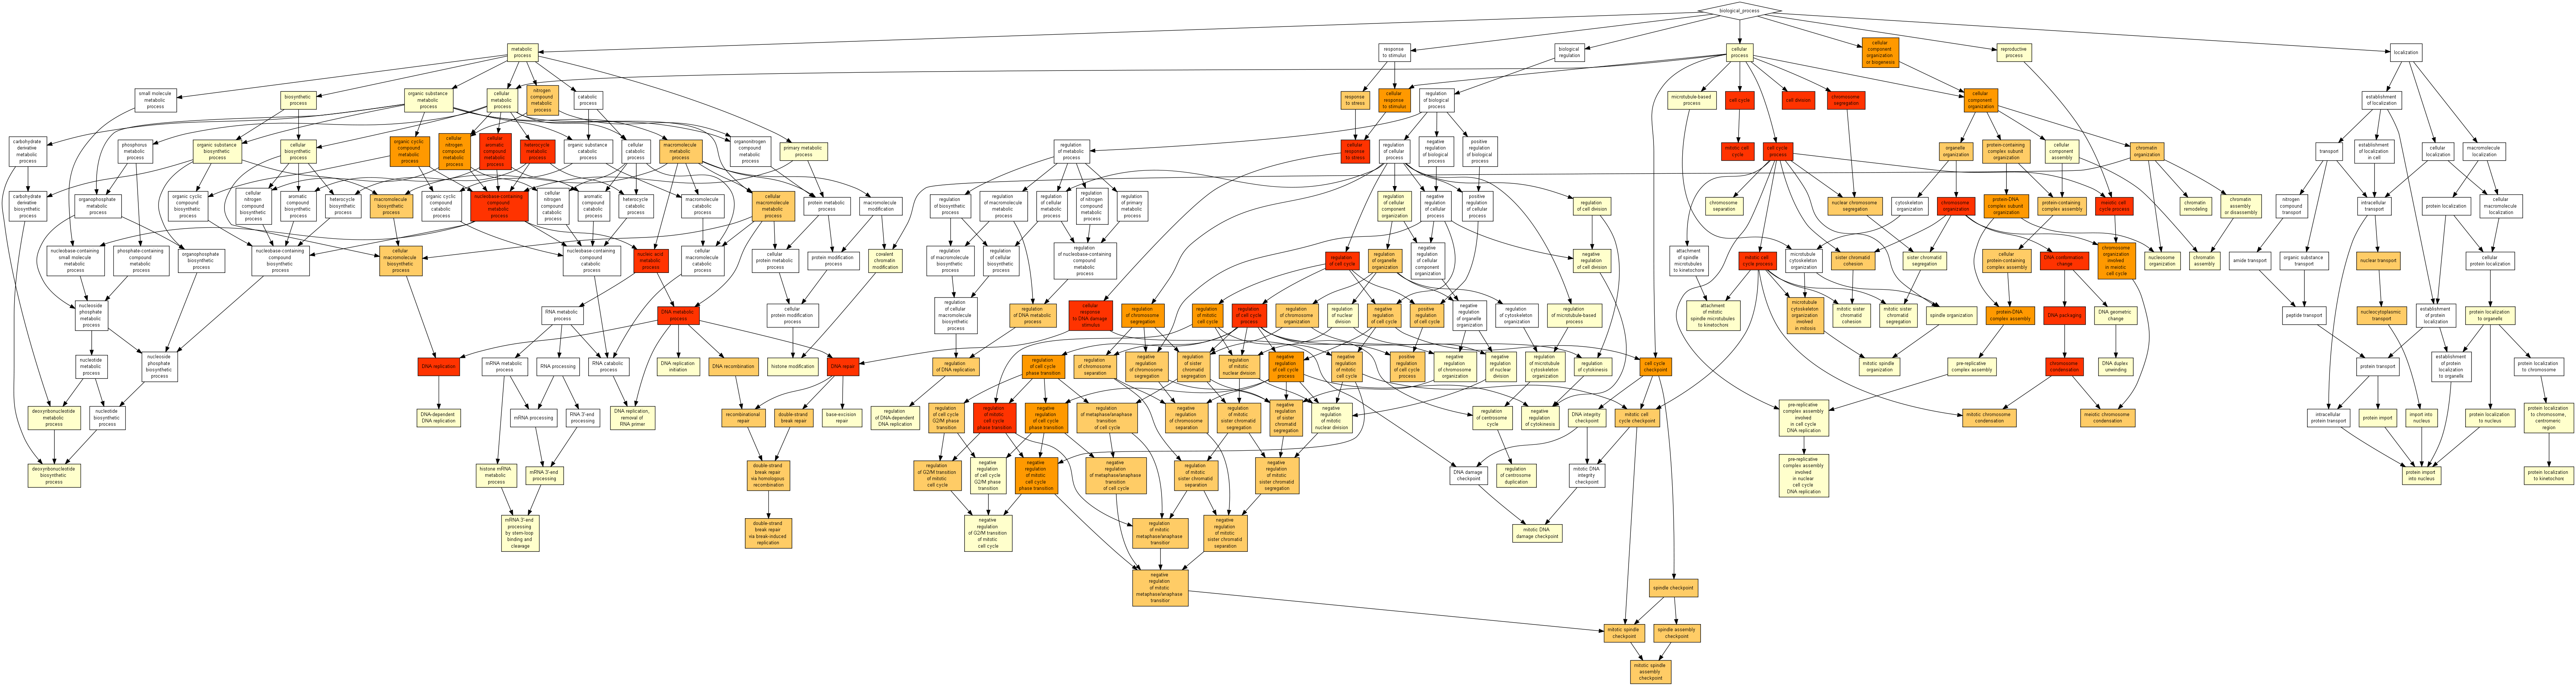 biological_process
metabolic
process
response
to stimulus
biological
regulation
cellular
process
cellular
component
organization
or biogenesis
reproductive
process
localization
small molecule
metabolic
process
biosynthetic
process
organic substance
metabolic
process
cellular
metabolic
process
nitrogen
compound
metabolic
process
catabolic
process
response
to stress
cellular
response
to stimulus
regulation
of biological
process
microtubule-based
process
cell cycle
cell division
chromosome
segregation
cellular
component
organization
establishment
of localization
carbohydrate
derivative
metabolic
process
phosphorus
metabolic
process
organic substance
biosynthetic
process
cellular
biosynthetic
process
organic cyclic
compound
metabolic
process
cellular
nitrogen
compound
metabolic
process
cellular
aromatic
compound
metabolic
process
heterocycle
metabolic
process
organic substance
catabolic
process
cellular
catabolic
process
macromolecule
metabolic
process
organonitrogen
compound
metabolic
process
primary metabolic
process
regulation
of metabolic
process
cellular
response
to stress
regulation
of cellular
process
negative
regulation
of biological
process
positive
regulation
of biological
process
mitotic cell
cycle
cell cycle
process
organelle
organization
protein-containing
complex subunit
organization
cellular
component
assembly
chromatin
organization
transport
establishment
of localization
in cell
cellular
localization
macromolecule
localization
carbohydrate
derivative
biosynthetic
process
organophosphate
metabolic
process
organic cyclic
compound
biosynthetic
process
cellular
nitrogen
compound
biosynthetic
process
aromatic
compound
biosynthetic
process
heterocycle
biosynthetic
process
macromolecule
biosynthetic
process
organic cyclic
compound
catabolic
process
nucleobase-containing
compound
metabolic
process
cellular
nitrogen
compound
catabolic
process
aromatic
compound
catabolic
process
heterocycle
catabolic
process
macromolecule
catabolic
process
cellular
macromolecule
metabolic
process
protein metabolic
process
macromolecule
modification
regulation
of biosynthetic
process
regulation
of macromolecule
metabolic
process
regulation
of cellular
metabolic
process
regulation
of nitrogen
compound
metabolic
process
regulation
of primary
metabolic
process
regulation
of cellular
component
organization
negative
regulation
of cellular
process
positive
regulation
of cellular
process
regulation
of cell division
chromosome
separation
nuclear chromosome
segregation
cytoskeleton
organization
chromosome
organization
protein-DNA
complex subunit
organization
protein-containing
complex assembly
meiotic cell
cycle process
chromatin
remodeling
chromatin
assembly
or disassembly
nitrogen
compound
transport
intracellular
transport
protein localization
cellular
macromolecule
localization
nucleobase-containing
small molecule
metabolic
process
phosphate-containing
compound
metabolic
process
organophosphate
biosynthetic
process
nucleobase-containing
compound
biosynthetic
process
cellular
macromolecule
biosynthetic
process
nucleobase-containing
compound
catabolic
process
nucleic acid
metabolic
process
cellular
macromolecule
catabolic
process
cellular
protein metabolic
process
protein modification
process
covalent
chromatin
modification
regulation
of macromolecule
biosynthetic
process
regulation
of cellular
biosynthetic
process
regulation
of nucleobase-containing
compound
metabolic
process
regulation
of cell cycle
regulation
of organelle
organization
negative
regulation
of cellular
component
organization
negative
regulation
of cell division
attachment
of spindle
microtubules
to kinetochore
mitotic cell
cycle process
microtubule
cytoskeleton
organization
sister chromatid
cohesion
sister chromatid
segregation
cellular
protein-containing
complex assembly
DNA conformation
change
chromosome
organization
involved
in meiotic
cell cycle
nucleosome
organization
chromatin
assembly
amide transport
organic substance
transport
nuclear transport
cellular
protein localization
nucleoside
phosphate
metabolic
process
RNA metabolic
process
DNA metabolic
process
cellular
protein modification
process
regulation
of cellular
macromolecule
biosynthetic
process
regulation
of DNA metabolic
process
cellular
response
to DNA damage
stimulus
regulation
of chromosome
segregation
regulation
of mitotic
cell cycle
regulation
of cell cycle
process
regulation
of chromosome
organization
regulation
of nuclear
division
negative
regulation
of cell cycle
positive
regulation
of cell cycle
negative
regulation
of organelle
organization
regulation
of cytoskeleton
organization
regulation
of microtubule-based
process
attachment
of mitotic
spindle microtubules
to kinetochore
microtubule
cytoskeleton
organization
involved
in mitosis
mitotic sister
chromatid
cohesion
mitotic sister
chromatid
segregation
spindle organization
protein-DNA
complex assembly
DNA packaging
DNA geometric
change
peptide transport
nucleocytoplasmic
transport
establishment
of protein
localization
protein localization
to organelle
nucleotide
metabolic
process
nucleoside
phosphate
biosynthetic
process
DNA replication
mRNA metabolic
process
RNA processing
RNA catabolic
process
DNA replication
initiation
DNA recombination
histone modification
DNA repair
regulation
of DNA replication
regulation
of cell cycle
phase transition
regulation
of chromosome
separation
negative
regulation
of chromosome
segregation
regulation
of sister
chromatid
segregation
regulation
of mitotic
nuclear division
negative
regulation
of cell cycle
process
negative
regulation
of mitotic
cell cycle
positive
regulation
of cell cycle
process
negative
regulation
of chromosome
organization
negative
regulation
of nuclear
division
regulation
of microtubule
cytoskeleton
organization
regulation
of cytokinesis
cell cycle
checkpoint
mitotic spindle
organization
pre-replicative
complex assembly
chromosome
condensation
DNA duplex
unwinding
protein transport
establishment
of protein
localization
to organelle
protein localization
to chromosome
deoxyribonucleotide
metabolic
process
nucleotide
biosynthetic
process
DNA-dependent
DNA replication
mRNA processing
RNA 3'-end
processing
DNA replication,
removal of
RNA primer
recombinational
repair
double-strand
break repair
base-excision
repair
regulation
of DNA-dependent
DNA replication
regulation
of cell cycle
G2/M phase
transition
regulation
of mitotic
cell cycle
phase transition
negative
regulation
of cell cycle
phase transition
regulation
of metaphase/anaphase
transition
of cell cycle
negative
regulation
of chromosome
separation
regulation
of mitotic
sister chromatid
segregation
negative
regulation
of sister
chromatid
segregation
negative
regulation
of mitotic
nuclear division
regulation
of centrosome
cycle
negative
regulation
of cytokinesis
DNA integrity
checkpoint
mitotic cell
cycle checkpoint
pre-replicative
complex assembly
involved
in cell cycle
DNA replication
mitotic chromosome
condensation
meiotic chromosome
condensation
intracellular
protein transport
protein import
import into
nucleus
protein localization
to nucleus
protein localization
to chromosome,
centromeric
region
deoxyribonucleotide
biosynthetic
process
histone mRNA
metabolic
process
mRNA 3'-end
processing
double-strand
break repair
via homologous
recombination
regulation
of G2/M transition
of mitotic
cell cycle
negative
regulation
of cell cycle
G2/M phase
transition
negative
regulation
of mitotic
cell cycle
phase transition
negative
regulation
of metaphase/anaphase
transition
of cell cycle
regulation
of mitotic
sister chromatid
separation
negative
regulation
of mitotic
sister chromatid
segregation
DNA damage
checkpoint
regulation
of centrosome
duplication
mitotic DNA
integrity
checkpoint
pre-replicative
complex assembly
involved
in nuclear
cell cycle
DNA replication
protein import
into nucleus
protein localization
to kinetochore
mRNA 3'-end
processing
by stem-loop
binding and
cleavage
double-strand
break repair
via break-induced
replication
negative
regulation
of G2/M transition
of mitotic
cell cycle
regulation
of mitotic
metaphase/anaphase
transition
negative
regulation
of mitotic
sister chromatid
separation
mitotic DNA
damage checkpoint
negative
regulation
of mitotic
metaphase/anaphase
transition
spindle checkpoint
mitotic spindle
checkpoint
spindle assembly
checkpoint
mitotic spindle
assembly
checkpoint